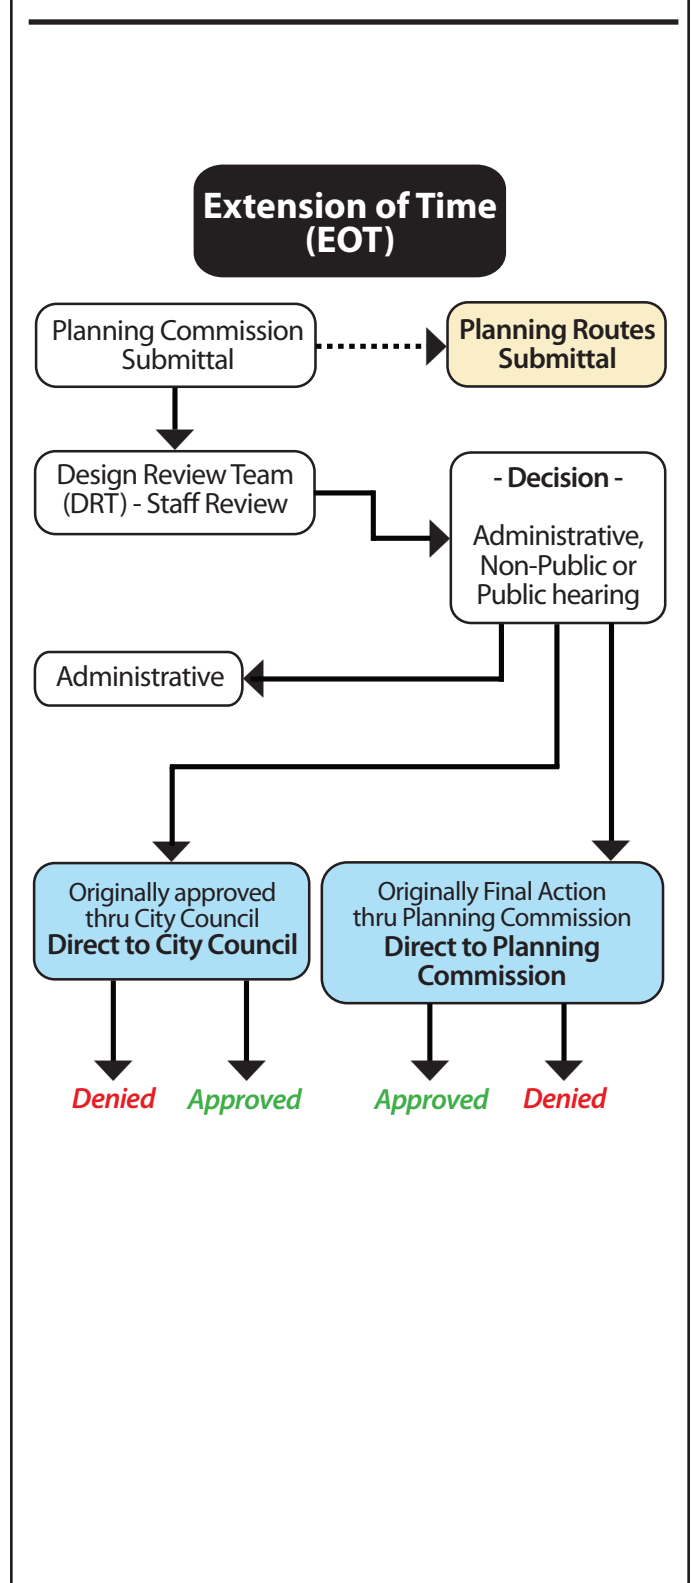 Extension of Time
(EOT)
Planning Commission
Submittal
Planning Routes
Submittal
Design Review Team
(DRT) - Staff Review
- Decision -
Administrative,
Non-Public or
Public hearing
Administrative
Originally approved
thru City Council
Direct to City Council
Originally Final Action
thru Planning Commission
Direct to Planning
Commission
Denied
Approved
Approved
Denied